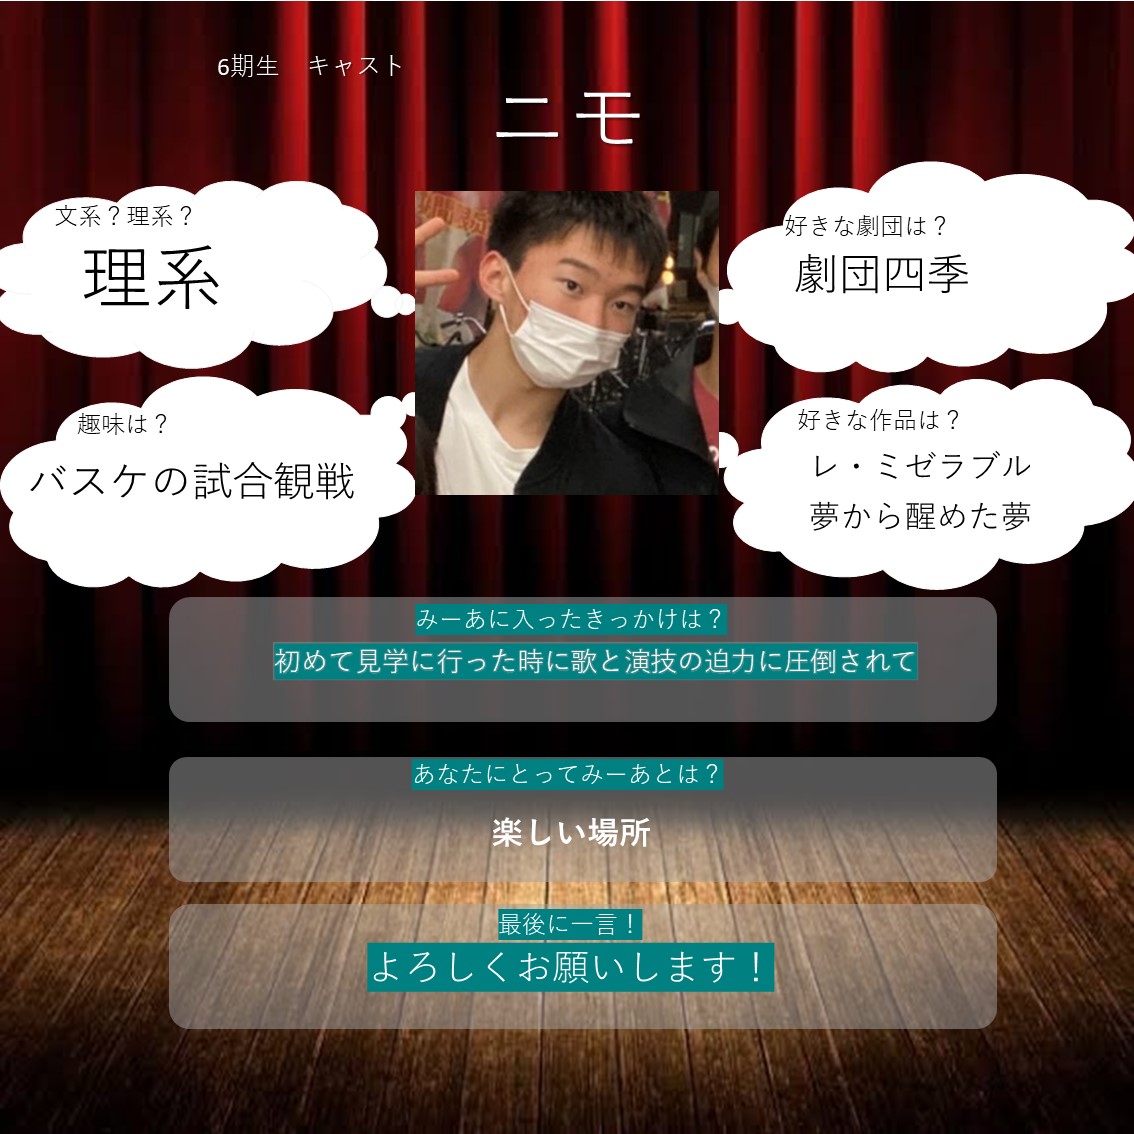 6期生　キャスト
ニモ
文系？理系？
理系
好きな劇団は？
劇団四季
趣味は？
バスケの試合観戦
好きな作品は？
レ・ミゼラブル
夢から醒めた夢
みーあに入ったきっかけは？
初めて見学に行った時に歌と演技の迫力に圧倒されて
あなたにとってみーあとは？
楽しい場所
最後に一言！
よろしくお願いします！